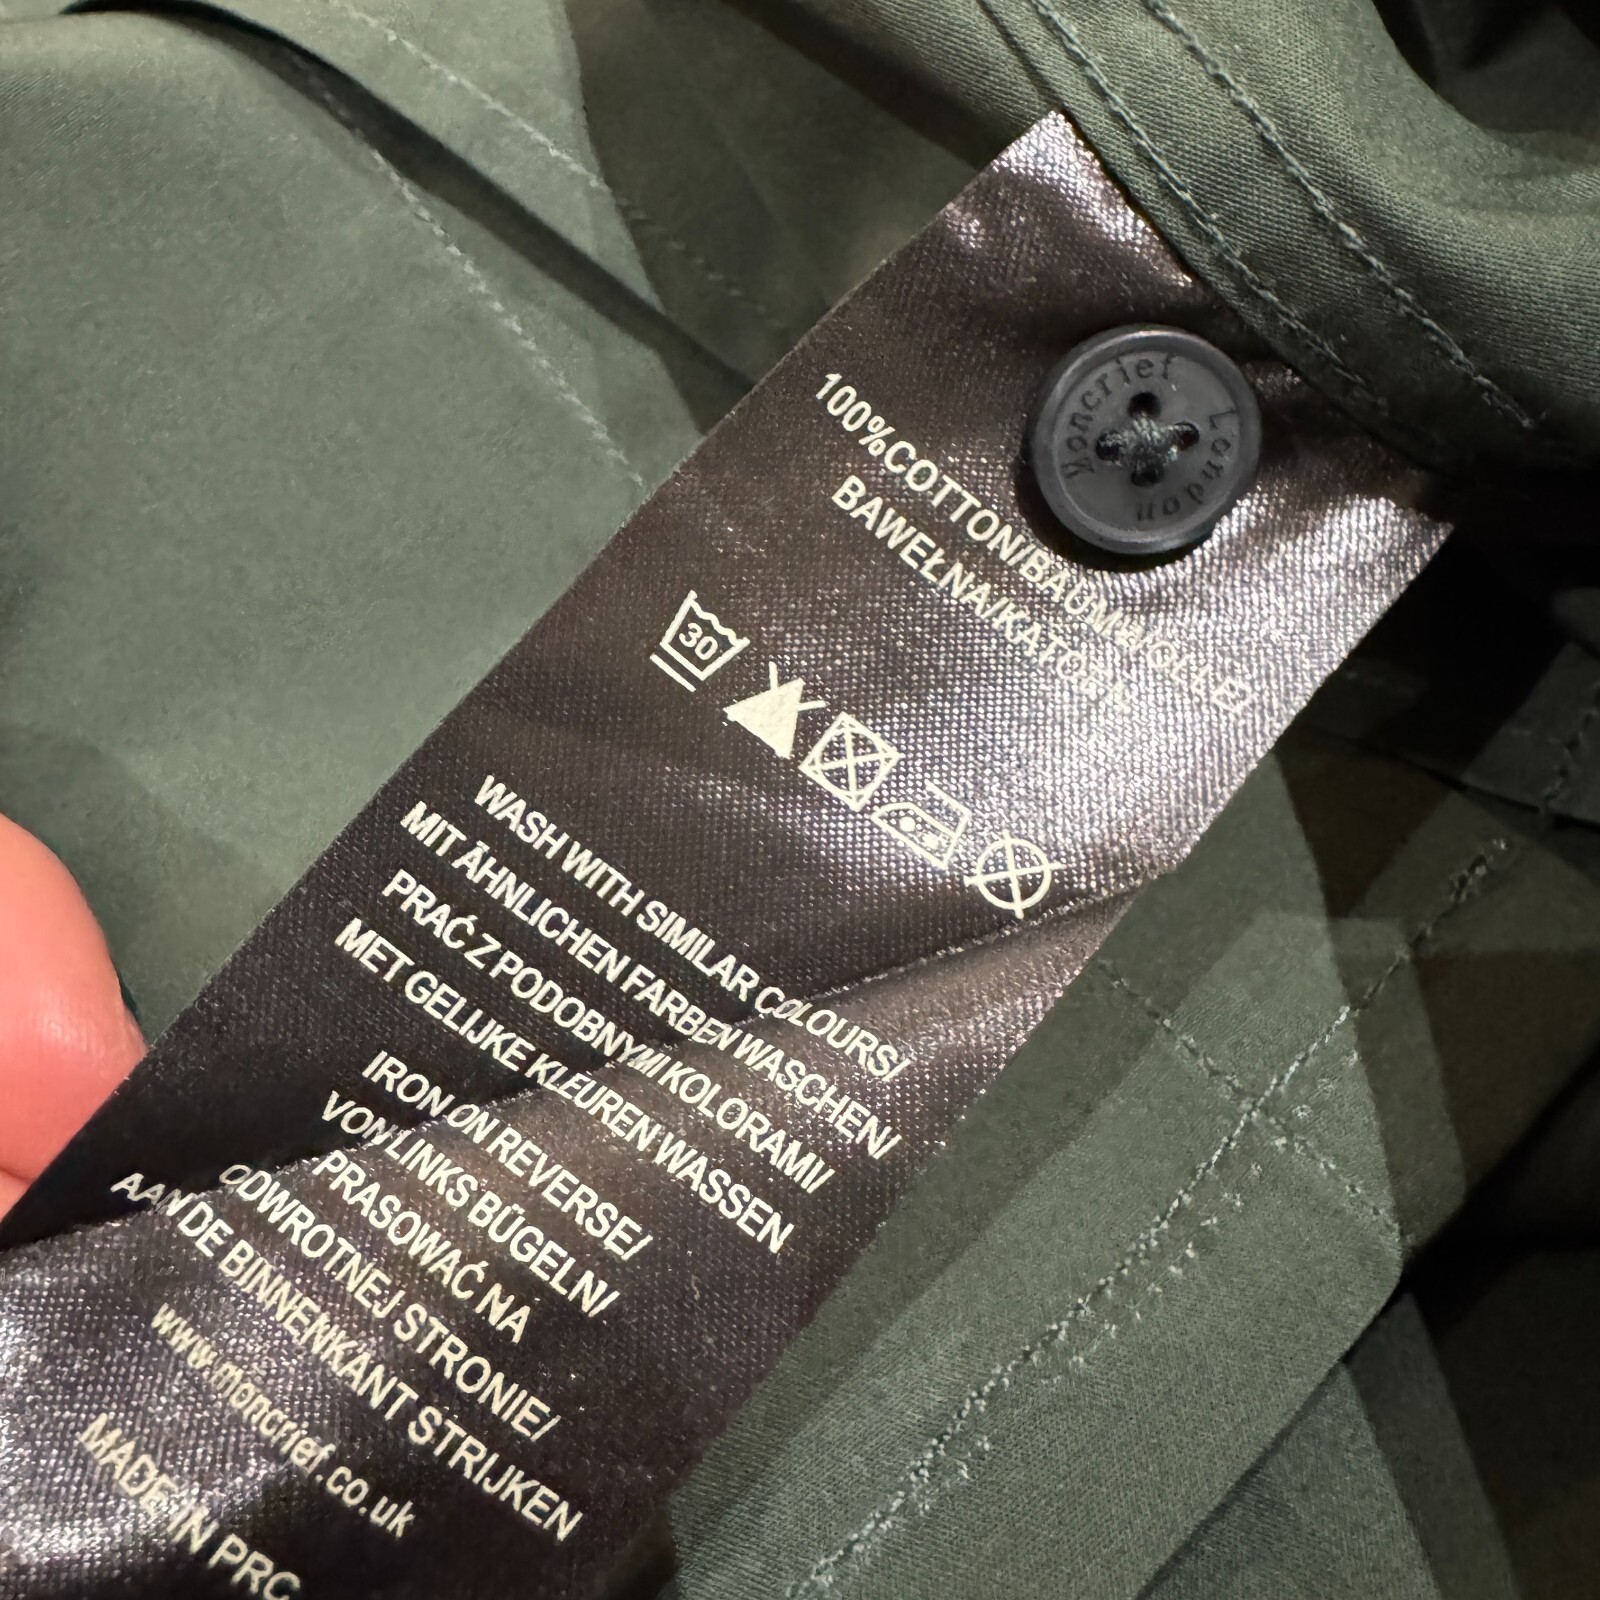 Moncrief London
100%COTTON/BAUMWOLLE/
BAWEŁNA/KATOEN
30
WASH WITH SIMILAR COLOURS/
MIT ÄHNLICHEN FARBEN WASCHEN/
PRAĆ Z PODOBNYMI KOLORAMI/
MET GELIJKE KLEUREN WASSEN
IRON ON REVERSE/
VON LINKS BÜGELN/
PRASOWAĆ NA
ODWROTNEJ STRONIE/
AAN DE BINNENKANT STRIJKEN
www.moncrief.co.uk
MADE IN PRC